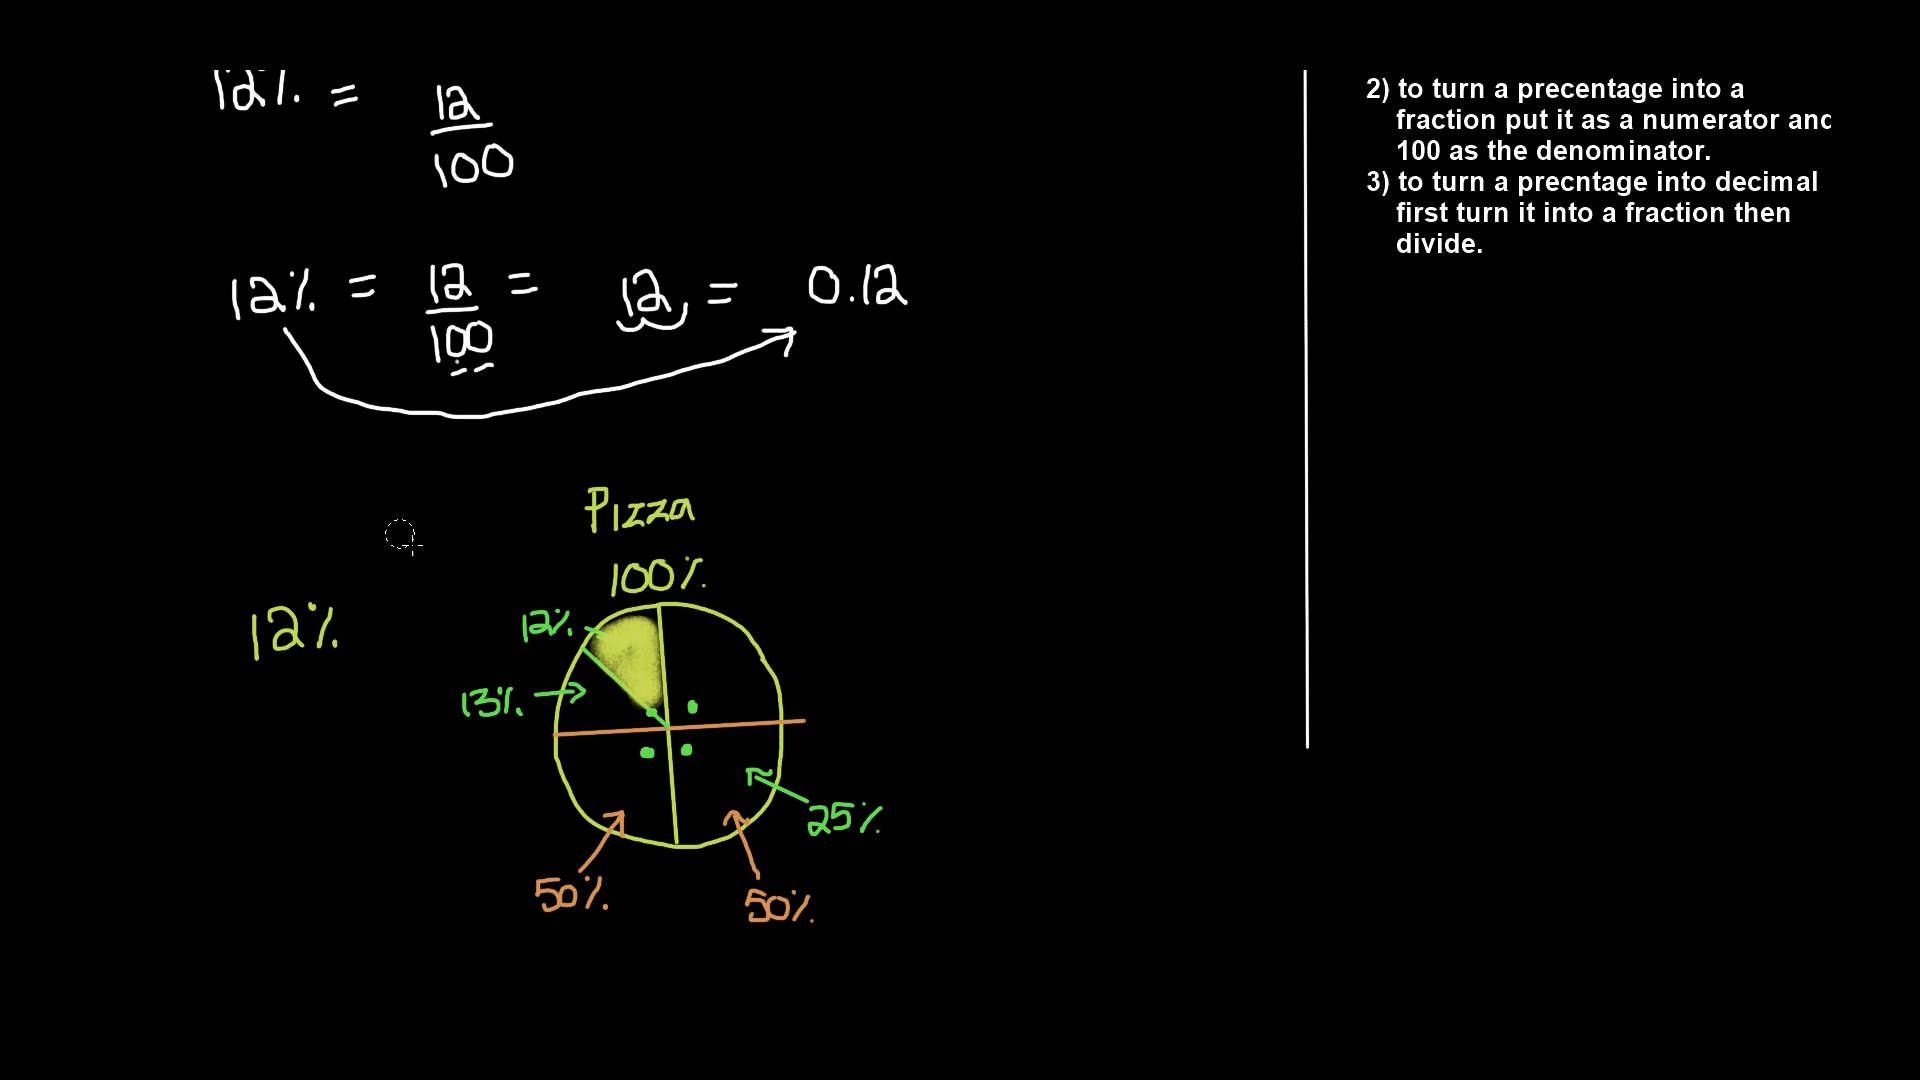 12% = 12/100
12% = 12/100 = 12 = 0.12
Pizza
100%
12%
12%
13%
25%
50%
50%
2) to turn a precentage into a
fraction put it as a numerator and
100 as the denominator.
3) to turn a precntage into decimal
first turn it into a fraction then
divide.